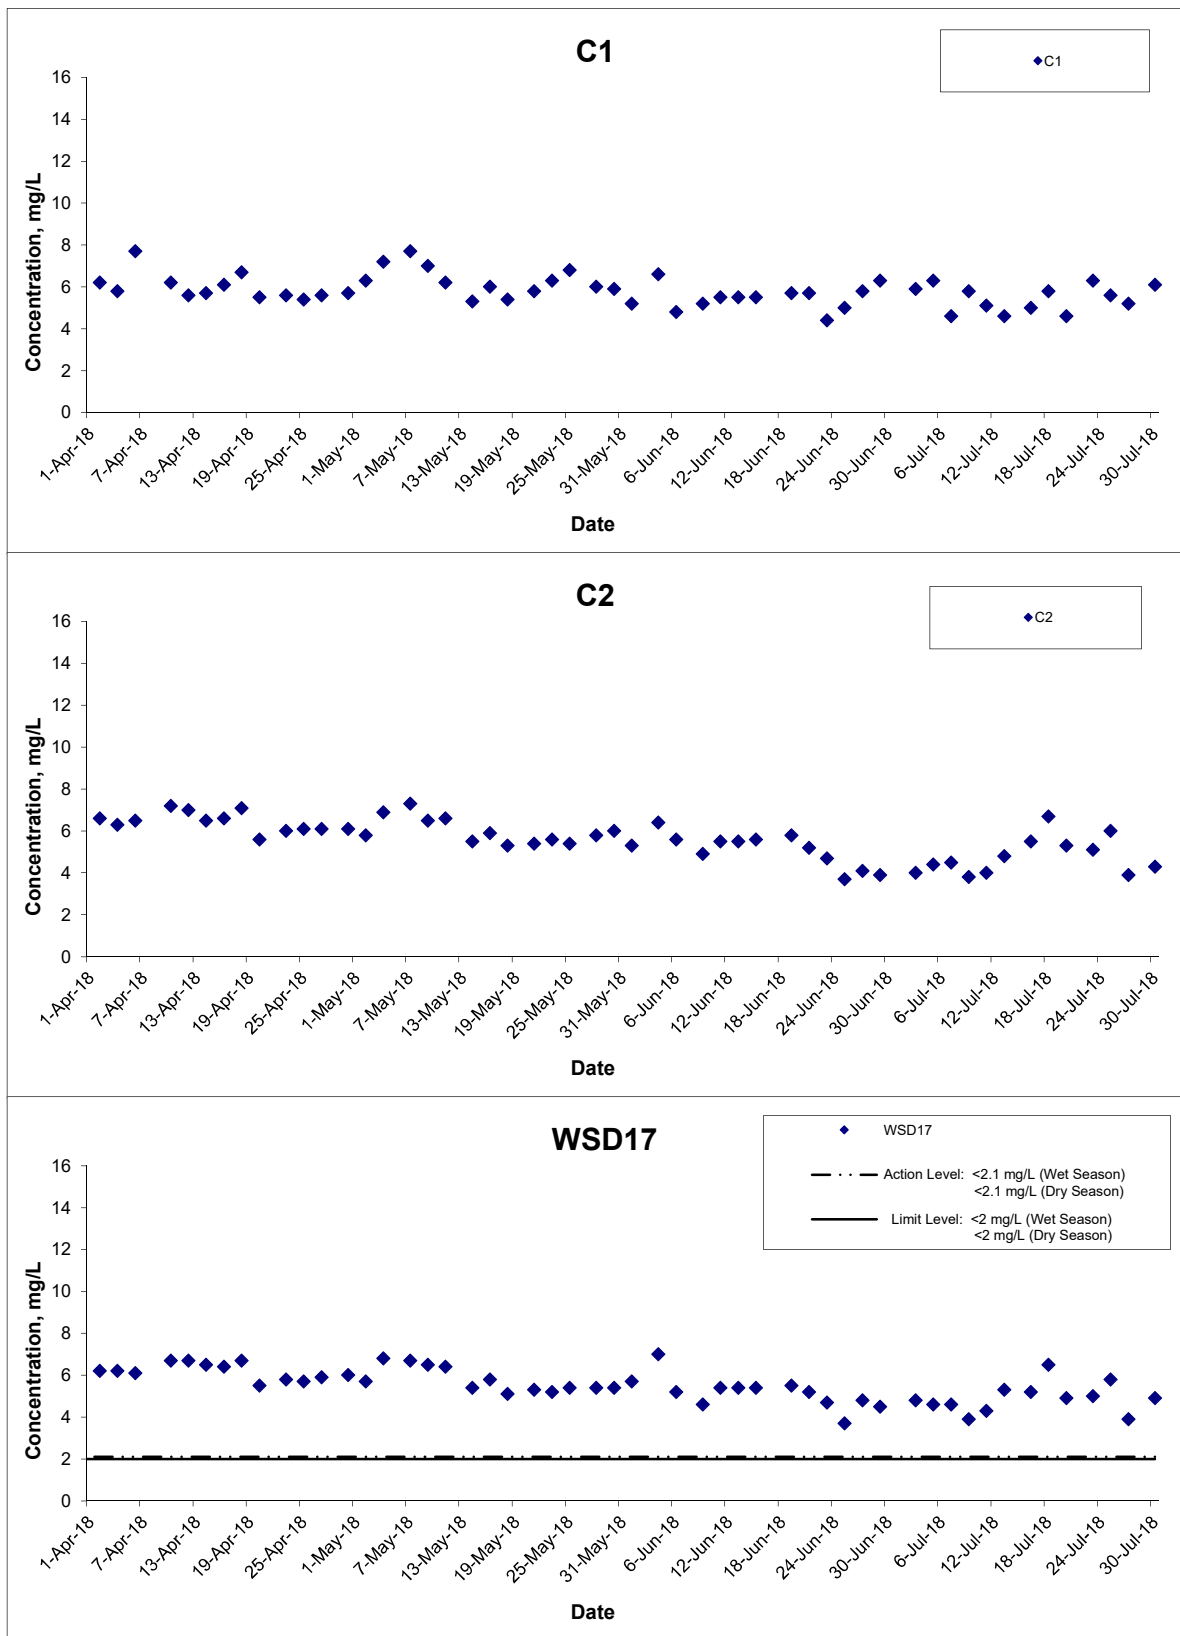 C1
C1
Concentration, mg/L
16
14
12
10
8
6
4
2
0
1-Apr-18
7-Apr-18
13-Apr-18
19-Apr-18
25-Apr-18
1-May-18
7-May-18
13-May-18
19-May-18
25-May-18
31-May-18
6-Jun-18
12-Jun-18
18-Jun-18
24-Jun-18
30-Jun-18
6-Jul-18
12-Jul-18
18-Jul-18
24-Jul-18
30-Jul-18
Date
C2
C2
Concentration, mg/L
16
14
12
10
8
6
4
2
0
1-Apr-18
7-Apr-18
13-Apr-18
19-Apr-18
25-Apr-18
1-May-18
7-May-18
13-May-18
19-May-18
25-May-18
31-May-18
6-Jun-18
12-Jun-18
18-Jun-18
24-Jun-18
30-Jun-18
6-Jul-18
12-Jul-18
18-Jul-18
24-Jul-18
30-Jul-18
Date
WSD17
WSD17
Action Level: <2.1 mg/L (Wet Season)
<2.1 mg/L (Dry Season)
Limit Level: <2 mg/L (Wet Season)
<2 mg/L (Dry Season)
Concentration, mg/L
16
14
12
10
8
6
4
2
0
1-Apr-18
7-Apr-18
13-Apr-18
19-Apr-18
25-Apr-18
1-May-18
7-May-18
13-May-18
19-May-18
25-May-18
31-May-18
6-Jun-18
12-Jun-18
18-Jun-18
24-Jun-18
30-Jun-18
6-Jul-18
12-Jul-18
18-Jul-18
24-Jul-18
30-Jul-18
Date